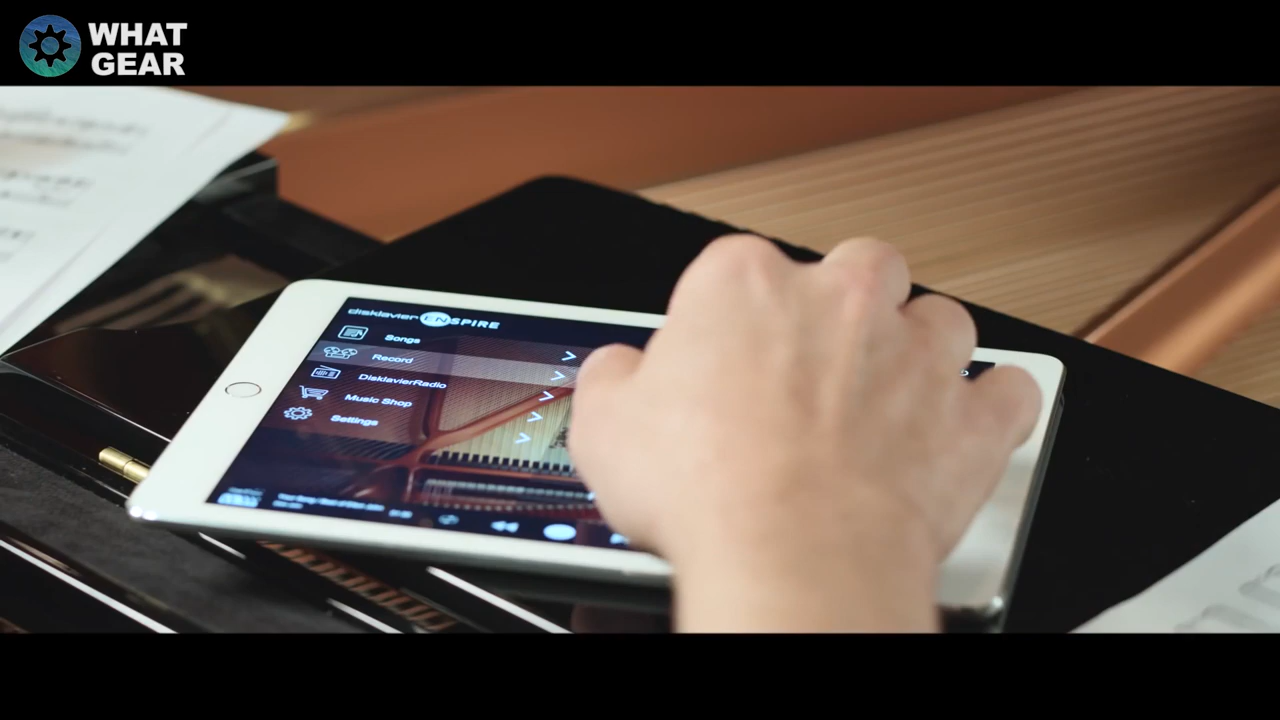 WHAT
GEAR
disklavier ENSPIRE
Songs
Record
DisklavierRadio
Music Shop
Settings